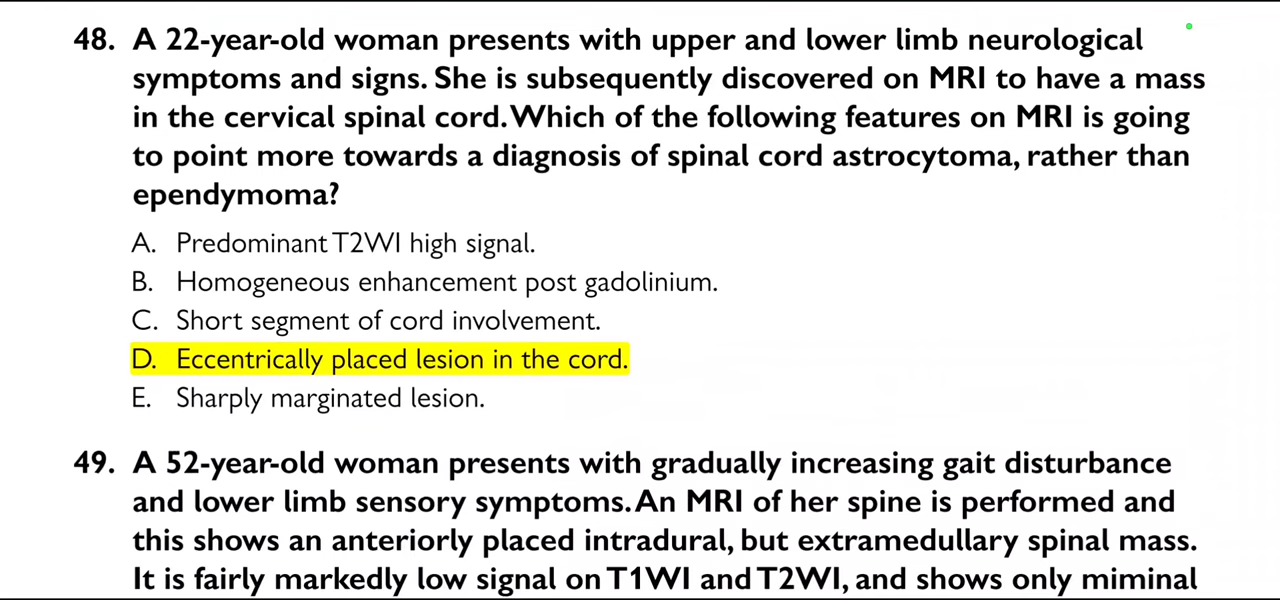 48. A 22-year-old woman presents with upper and lower limb neurological
symptoms and signs. She is subsequently discovered on MRI to have a mass
in the cervical spinal cord. Which of the following features on MRI is going
to point more towards a diagnosis of spinal cord astrocytoma, rather than
ependymoma?
A. Predominant T2WI high signal.
B. Homogeneous enhancement post gadolinium.
C. Short segment of cord involvement.
D. Eccentrically placed lesion in the cord.
E. Sharply marginated lesion.
49. A 52-year-old woman presents with gradually increasing gait disturbance
and lower limb sensory symptoms. An MRI of her spine is performed and
this shows an anteriorly placed intradural, but extramedullary spinal mass.
It is fairly markedly low signal on T1WI and T2WI, and shows only miminal